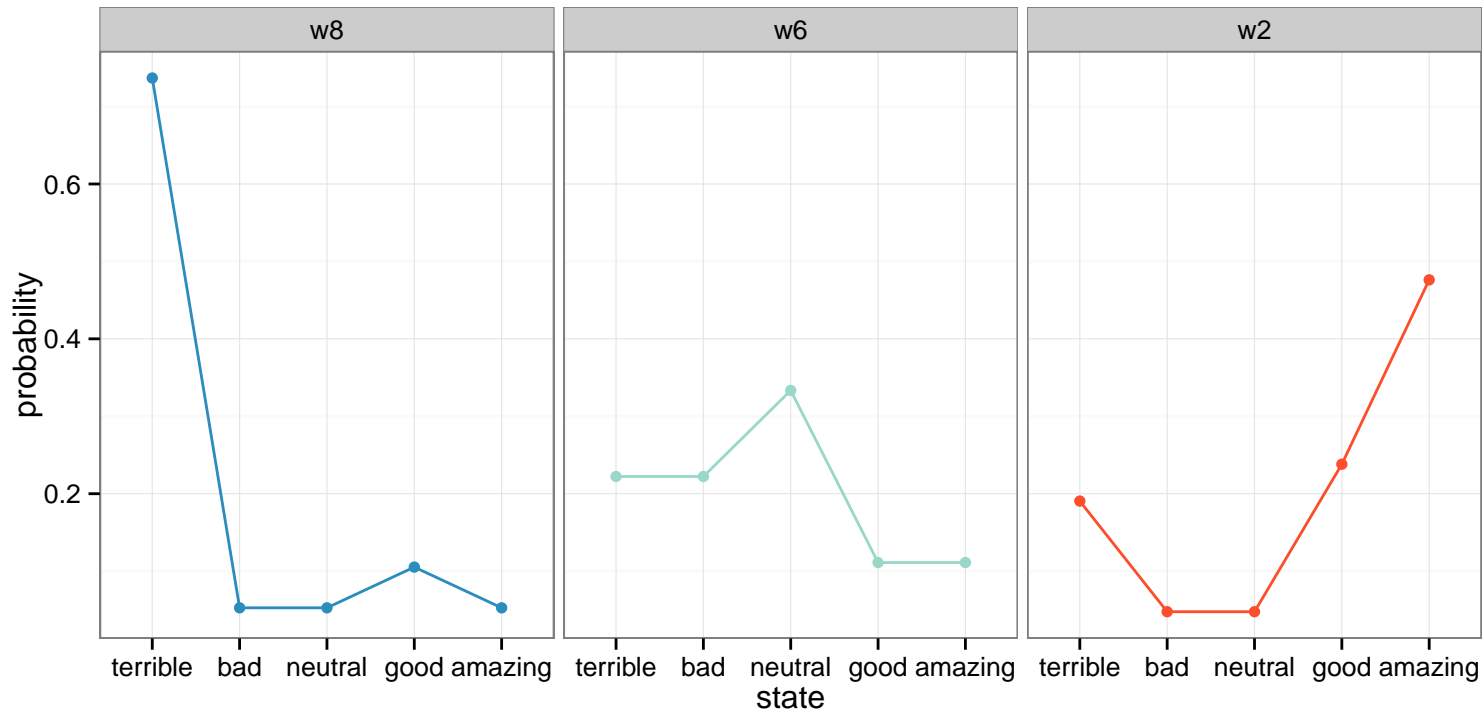 w8 w6 w2
probability
0.6
0.4
0.2
terrible bad neutral good amazing terrible bad neutral good amazing terrible bad neutral good amazing
state